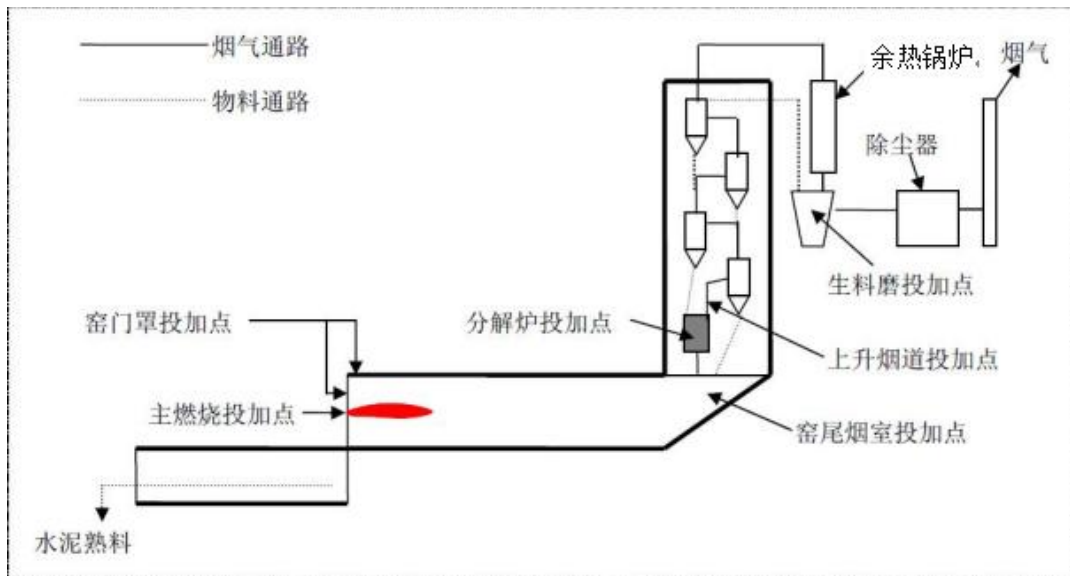 烟气通路
物料通路
余热锅炉.
烟气
除尘器
生料磨投加点
窑门罩投加点
分解炉投加点
上升烟道投加点
主燃烧投加点
窑尾烟室投加点
水泥熟料